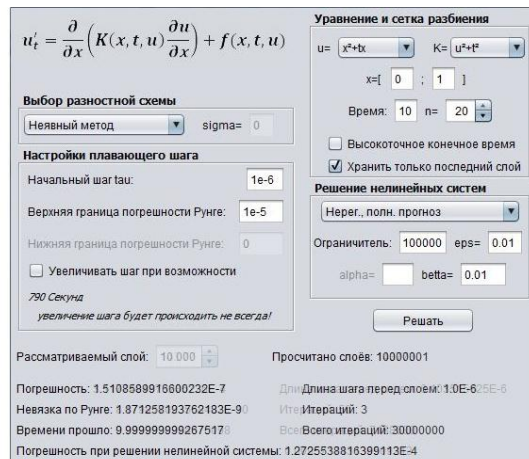 u't = ∂/∂x (K(x, t, u) ∂u/∂x) + f(x, t, u)
Уравнение и сетка разбиения
u= x²+tx K= u²+t²
x=[ 0 ; 1 ]
Время: 10 n= 20
Высокоточное конечное время
Хранить только последний слой
Выбор разностной схемы
Неявный метод sigma= 0
Настройки плавающего шага
Начальный шаг tau: 1e-6
Верхняя граница погрешности Рунге: 1e-5
Нижняя граница погрешности Рунге: 0
Увеличивать шаг при возможности
790 Секунд
увеличение шага будет происходить не всегда!
Решение нелинейных систем
Нерег., полн. прогноз
Ограничитель: 100000 eps= 0.01
alpha= betta= 0.01
Решать
Рассматриваемый слой: 10 000 Просчитано слоёв: 10000001
Погрешность: 1.5108589916600232E-7 Длина шага перед слоем: 1.0E-6
Невязка по Рунге: 1.871258193762183E-9 Итераций: 3
Времени прошло: 9.999999999267517 Всего итераций: 30000000
Погрешность при решении нелинейной системы: 1.2725538816399113E-4